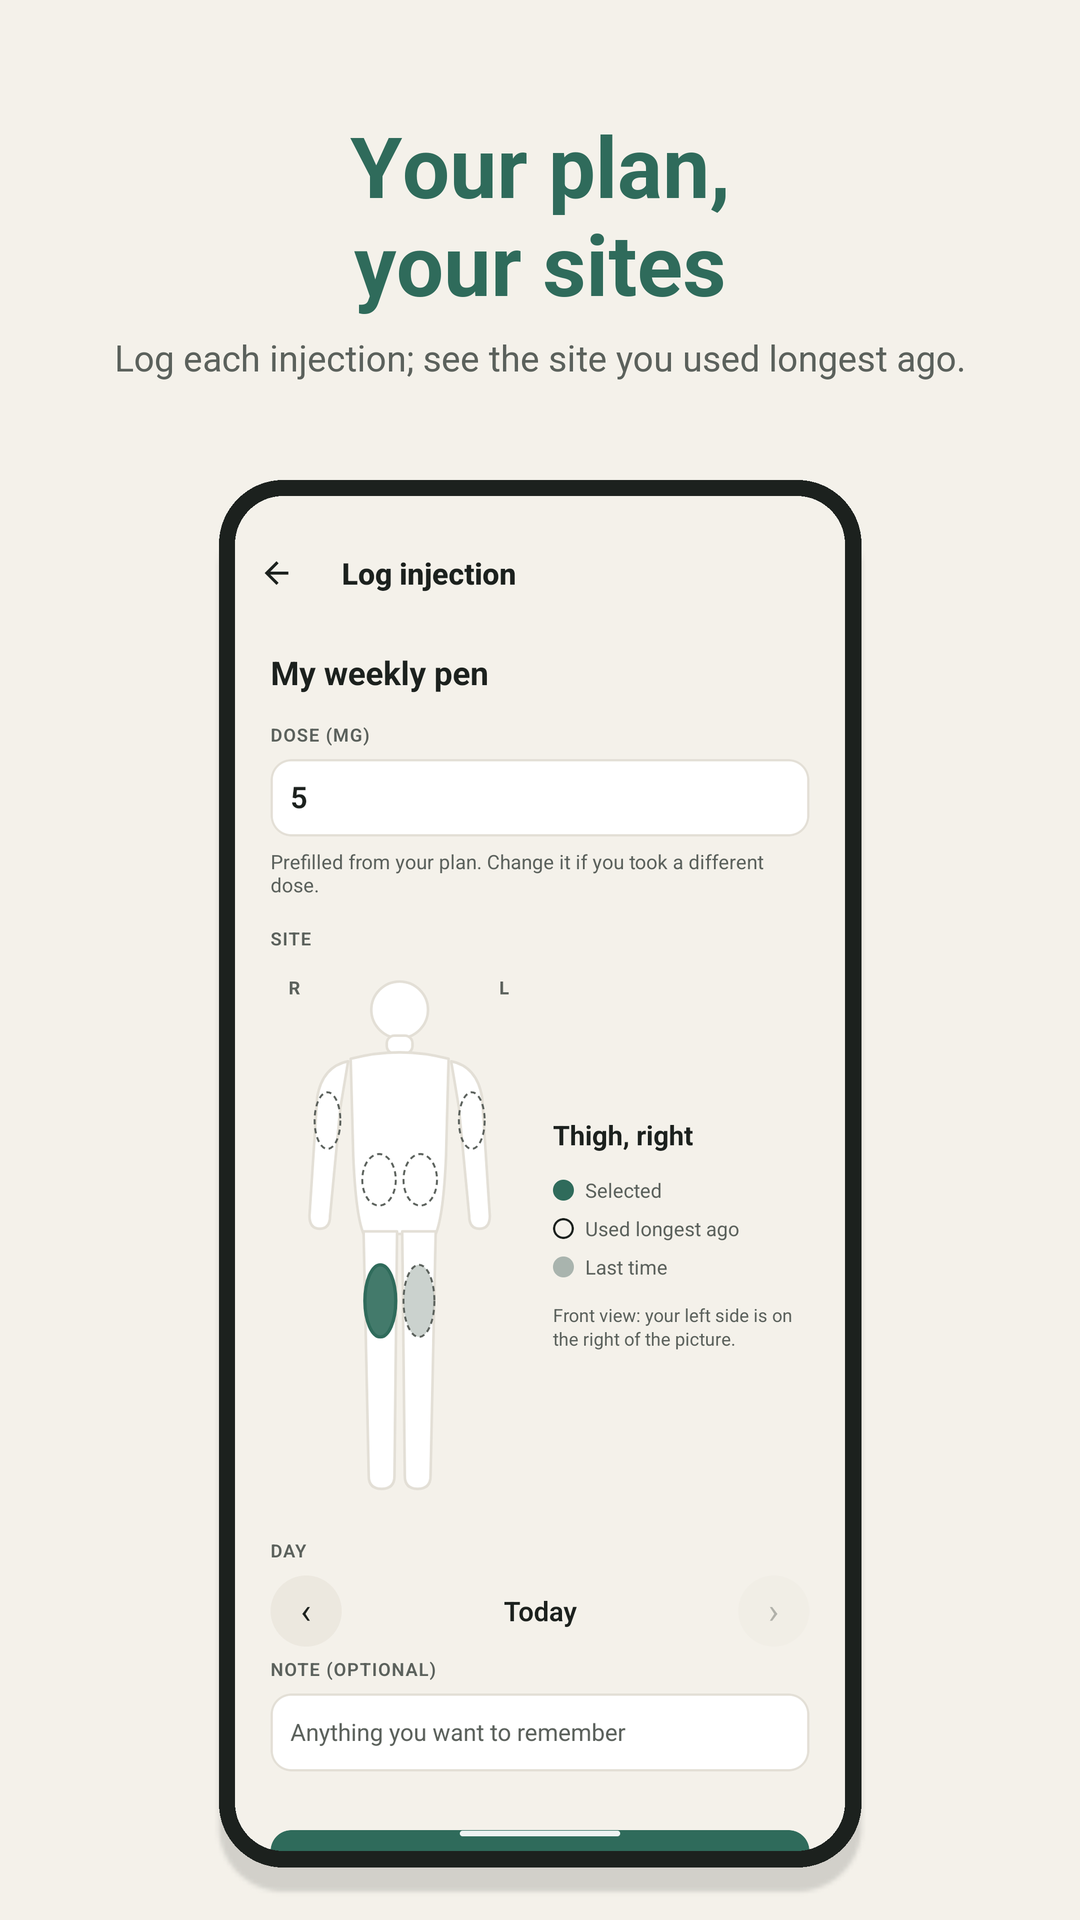 Your plan,
your sites
Log each injection; see the site you used longest ago.
Log injection
My weekly pen
DOSE (MG)
5
Prefilled from your plan. Change it if you took a different
dose.
SITE
R
L
Thigh, right
Selected
Used longest ago
Last time
Front view: your left side is on
the right of the picture.
DAY
‹
Today
›
NOTE (OPTIONAL)
Anything you want to remember